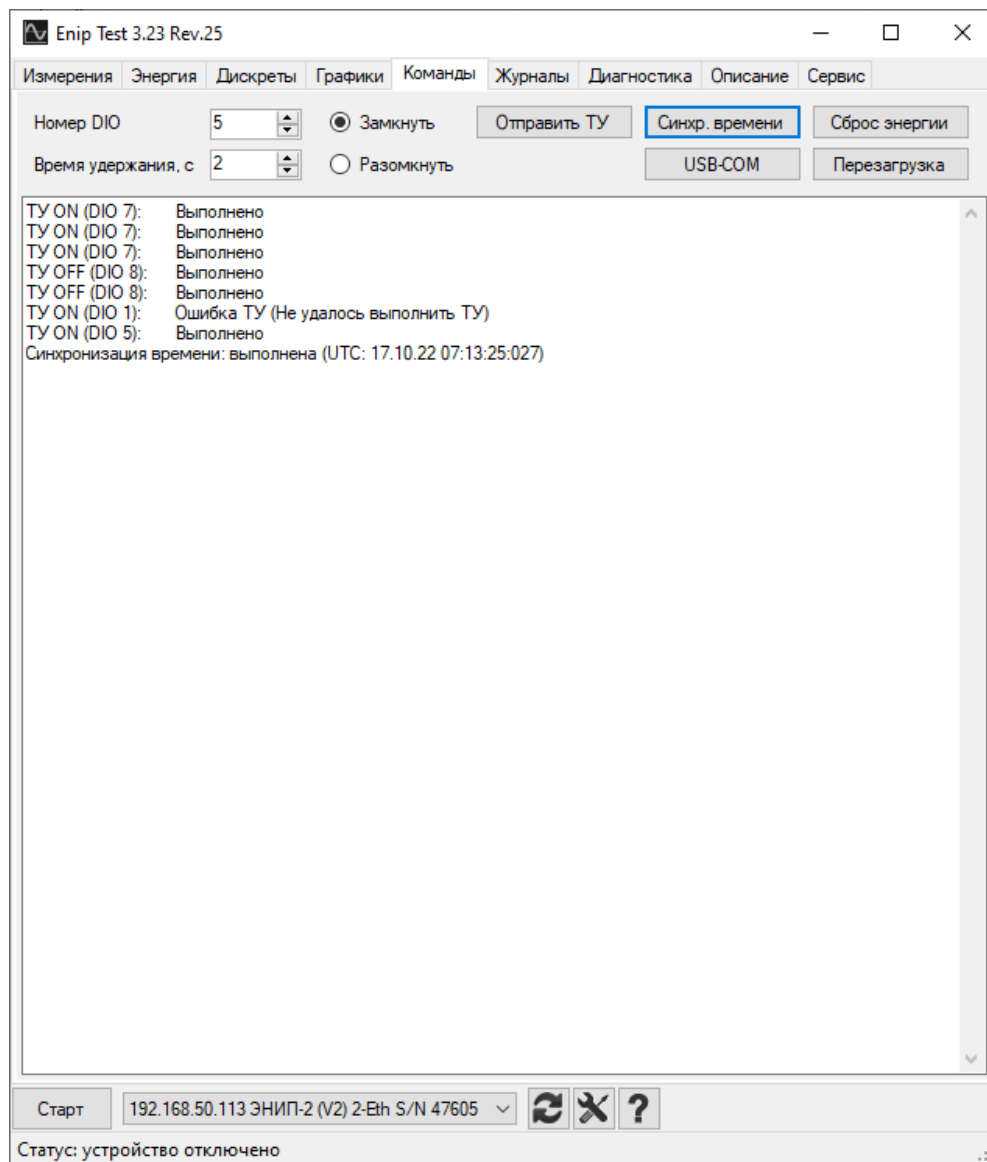 Enip Test 3.23 Rev.25
Измерения Энергия Дискреты Графики Команды Журналы Диагностика Описание Сервис
Номер DIO 5 Замкнуть Отправить ТУ Синхр. времени Сброс энергии
Время удержания, с 2 Разомкнуть USB-COM Перезагрузка
ТУ ON (DIO 7): Выполнено
ТУ ON (DIO 7): Выполнено
ТУ ON (DIO 7): Выполнено
ТУ OFF (DIO 8): Выполнено
ТУ OFF (DIO 8): Выполнено
ТУ ON (DIO 1): Ошибка ТУ (Не удалось выполнить ТУ)
ТУ ON (DIO 5): Выполнено
Синхронизация времени: выполнена (UTC: 17.10.22 07:13:25:027)
Старт 192.168.50.113 ЭНИП-2 (V2) 2-Eth S/N 47605 ?
Статус: устройство отключено